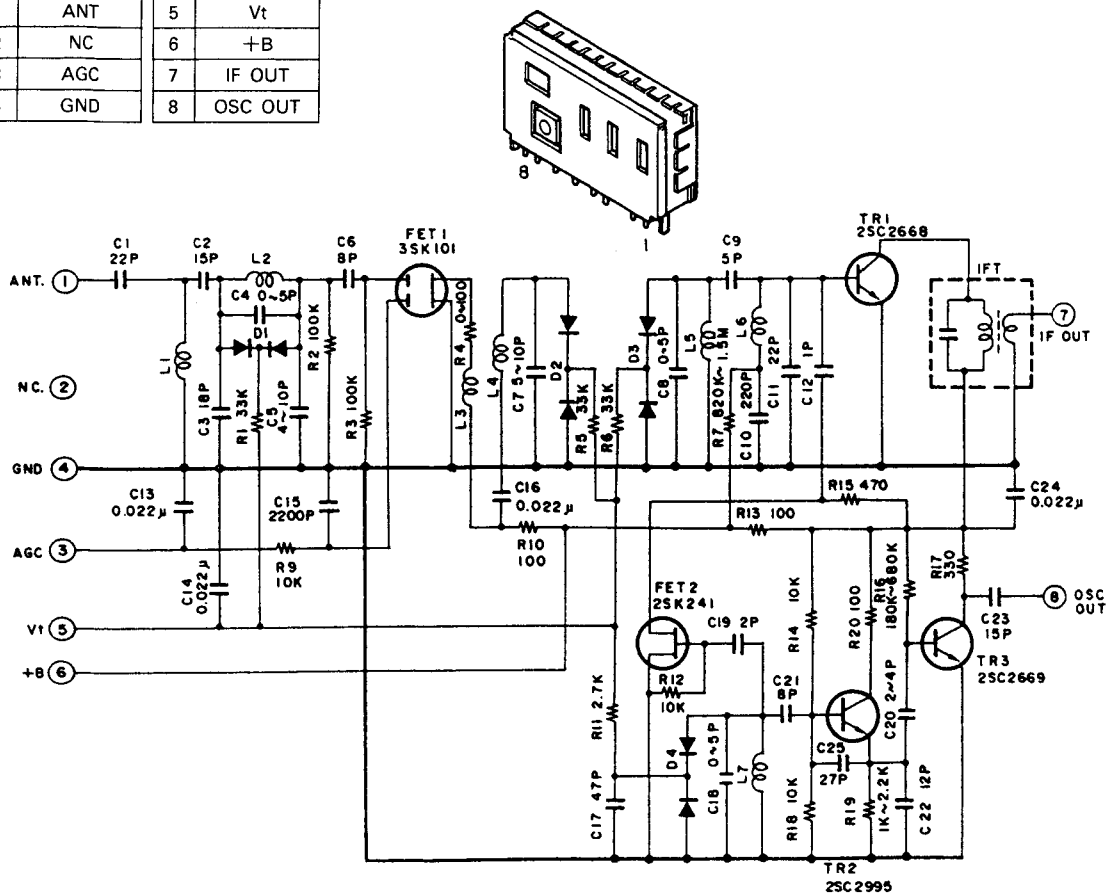 ANT
5 Vt
NC
6 +B
AGC
7 IF OUT
GND
8 OSC OUT
8
1
C1 22P
C2 15P
L2
C4 0~5P
D1
C6 8P
FET1 3SK101
ANT. 1
L1
C3 18P
R1 33K
C5 4~10P
R2 100K
R3 100K
R4 0~100
L3
L4
C7 5~10P
D2
R5 33K
R6 33K
D3
C8 0~5P
C9 5P
L5
R7 820K~1.5M
L6
C10 220P
C11 22P
C12 1P
TR1 2SC2668
IFT
7 IF OUT
NC. 2
GND 4
C13 0.022μ
C15 2200P
C16 0.022μ
R10 100
R13 100
R15 470
C24 0.022μ
AGC 3
R9 10K
C14 0.022μ
Vt 5
+B 6
FET2 2SK241
C19 2P
R12 10K
R11 2.7K
C17 47P
D4
C18 0~5P
L7
C21 8P
R14 10K
R18 10K
C25 27P
R20 100
R16 180K~680K
R19 1K~2.2K
C20 2~4P
C22 12P
R17 330
C23 15P
8 OSC OUT
TR3 2SC2669
TR2 2SC2995